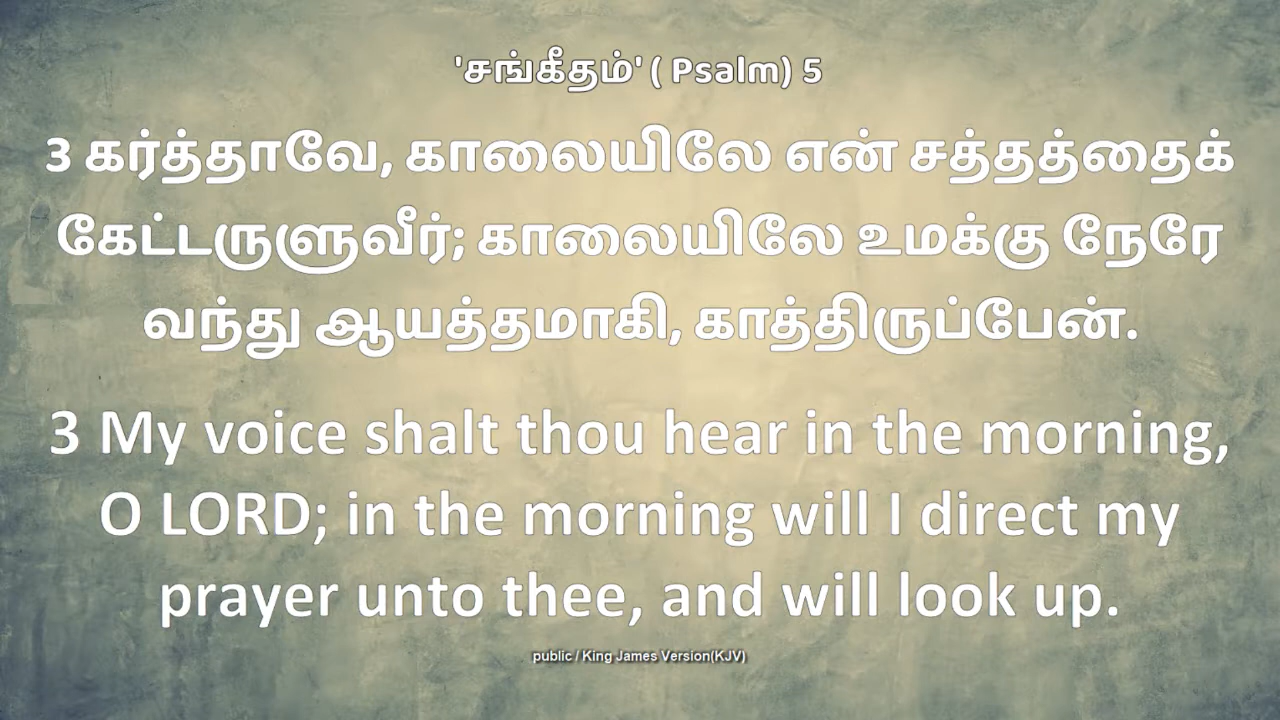 'சங்கீதம்' ( Psalm) 5
3 கர்த்தாவே, காலையிலே என் சத்தத்தைக்
கேட்டருளுவீர்; காலையிலே உமக்கு நேரே
வந்து ஆயத்தமாகி, காத்திருப்பேன்.
3 My voice shalt thou hear in the morning,
O LORD; in the morning will I direct my
prayer unto thee, and will look up.
public / King James Version(KJV)